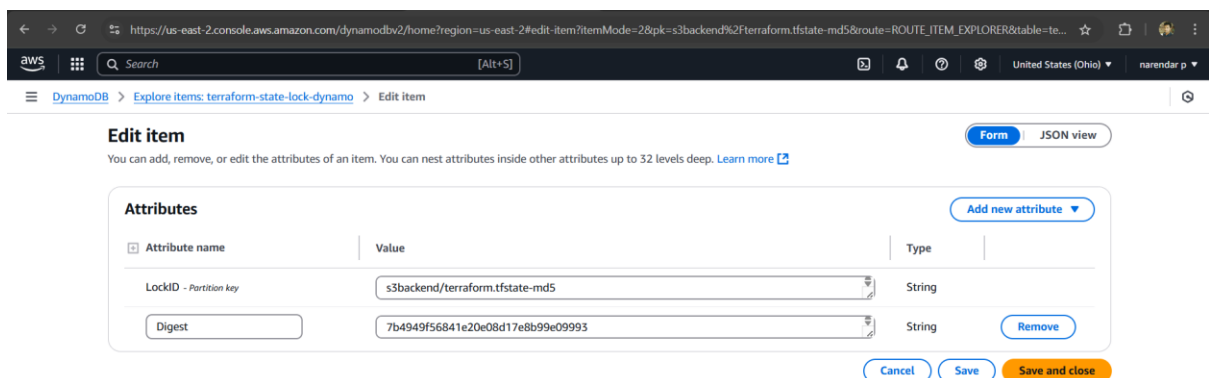 https://us-east-2.console.aws.amazon.com/dynamodbv2/home?region=us-east-2#edit-item?itemMode=2&pk=s3backend%2Fterraform.tfstate-md5&route=ROUTE_ITEM_EXPLORER&table=te...
aws Search [Alt+S] United States (Ohio) narendar p
DynamoDB > Explore items: terraform-state-lock-dynamo > Edit item
Edit item Form JSON view
You can add, remove, or edit the attributes of an item. You can nest attributes inside other attributes up to 32 levels deep. Learn more
Attributes Add new attribute
Attribute name Value Type
LockID - Partition key s3backend/terraform.tfstate-md5 String
Digest 7b4949f56841e20e08d17e8b99e09993 String Remove
Cancel Save Save and close